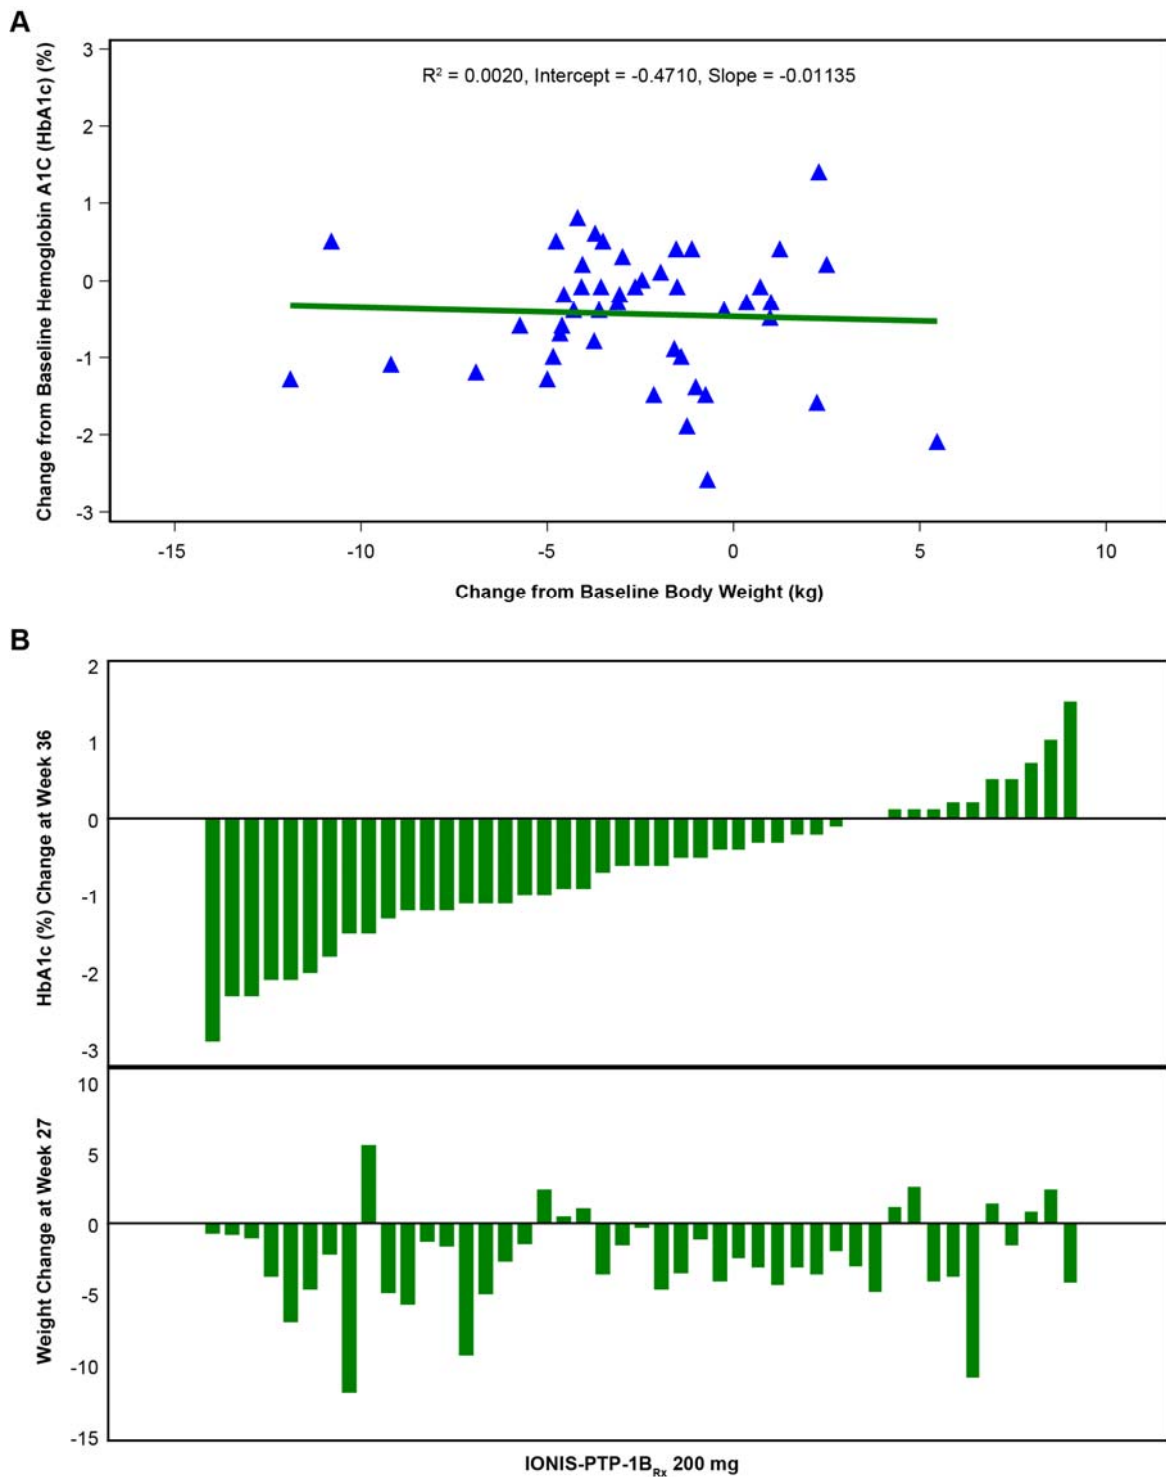 A
Change from Baseline Hemoglobin A1C (HbA1c) (%)
R² = 0.0020, Intercept = -0.4710, Slope = -0.01135
3
2
1
0
-1
-2
-3
-15 -10 -5 0 5 10
Change from Baseline Body Weight (kg)
B
HbA1c (%) Change at Week 36
2
1
0
-1
-2
-3
Weight Change at Week 27
10
5
0
-5
-10
-15
IONIS-PTP-1BRx 200 mg